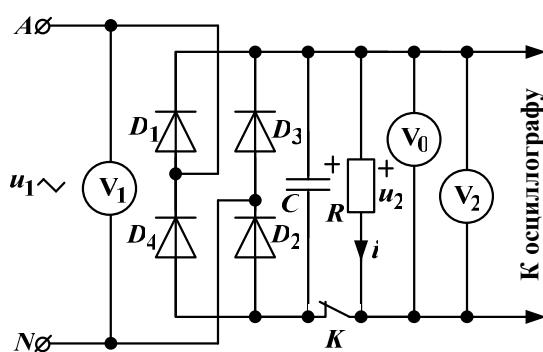 A
D₁
D₃
V₀
u₁
V₁
C
+
R
+
u₂
V₂
D₄
D₂
i
N
K
К осциллографу